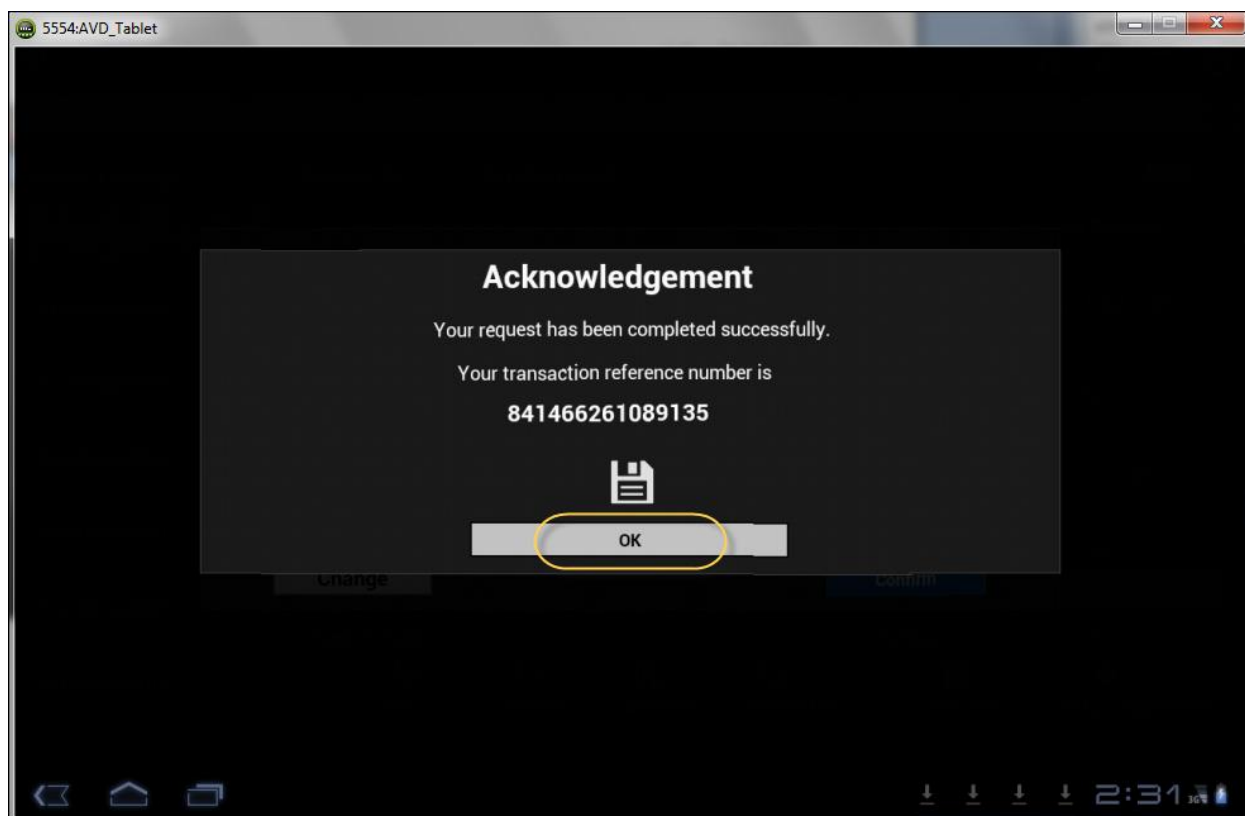 5554:AVD_Tablet
Acknowledgement
Your request has been completed successfully.
Your transaction reference number is
841466261089135
OK
Change
Confirm
2:31
3G